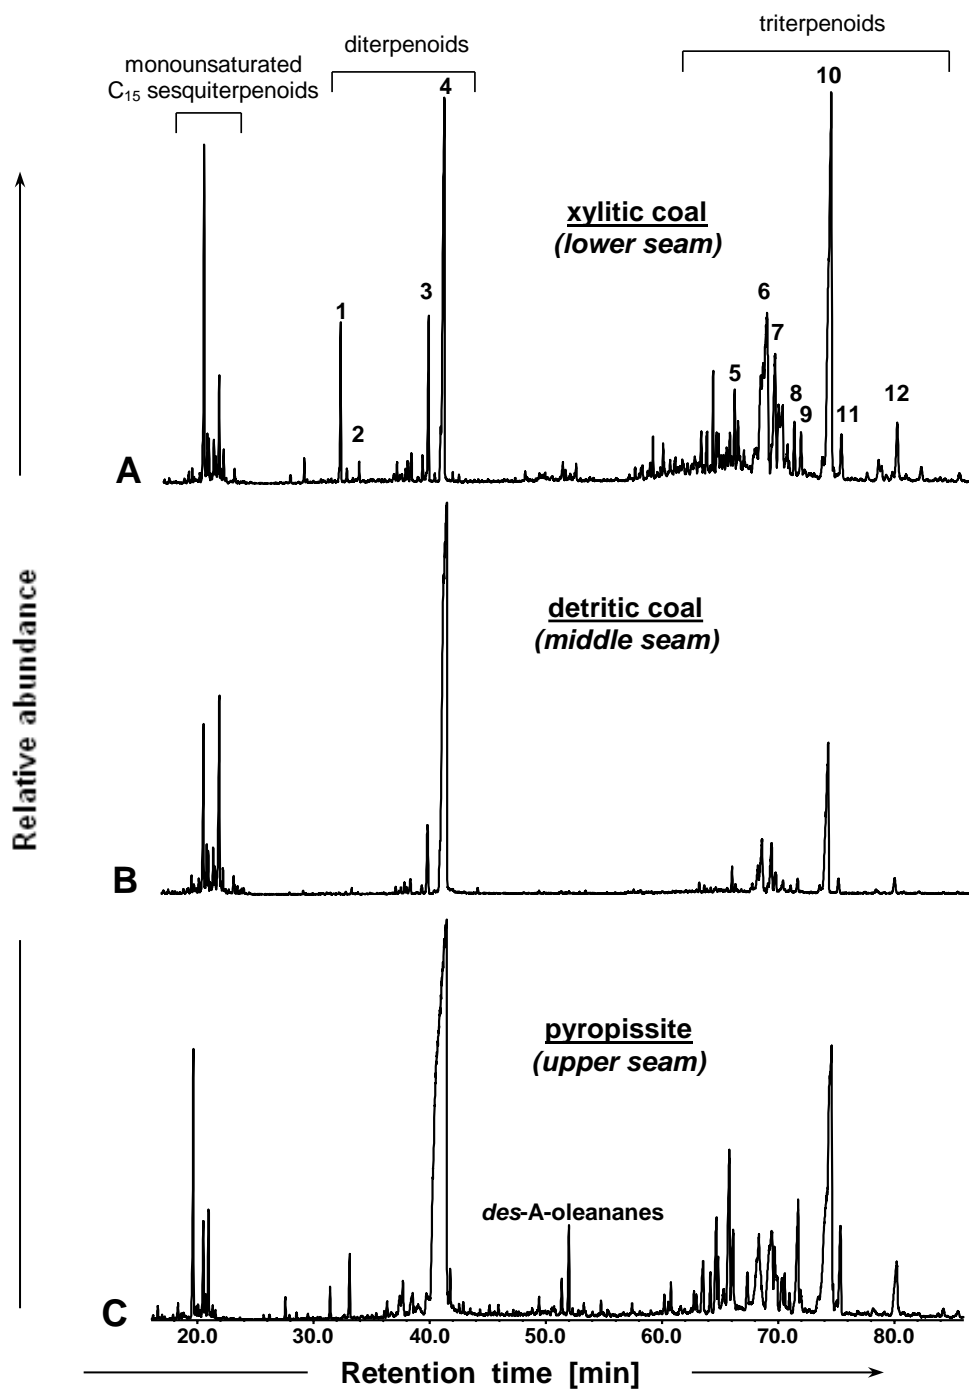 triterpenoids
diterpenoids
monounsaturated
C₁₅ sesquiterpenoids
4
10
xylitic coal
(lower seam)
1
2
3
5
6
7
8
9
11
12
A
Relative abundance
detritic coal
(middle seam)
B
pyropissite
(upper seam)
des-A-oleananes
C
20.0 30.0 40.0 50.0 60.0 70.0 80.0
Retention time [min]